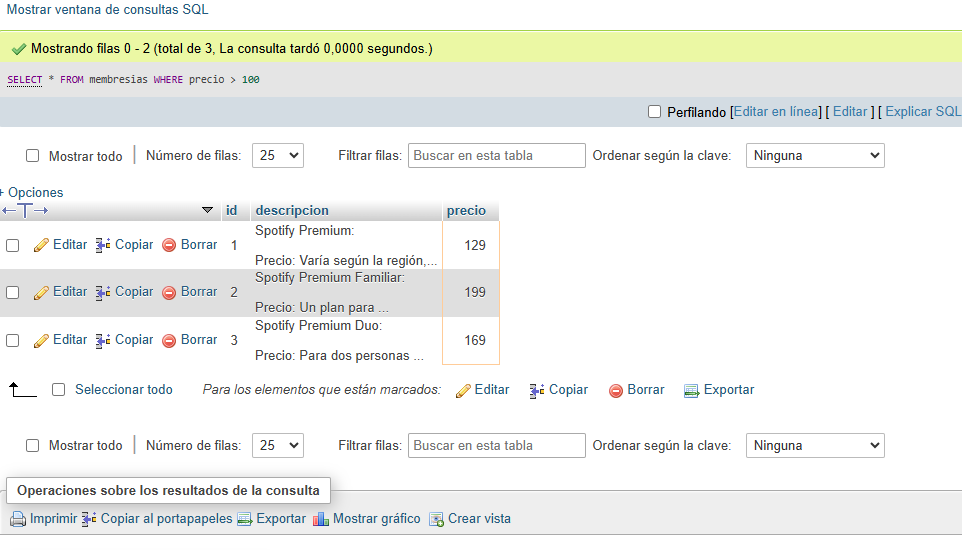 Mostrar ventana de consultas SQL
Mostrando filas 0 - 2 (total de 3, La consulta tardó 0,0000 segundos.)
SELECT * FROM membresias WHERE precio > 100
Perfilando [Editar en línea] [ Editar ] [ Explicar SQL
Mostrar todo Número de filas: 25 Filtrar filas: Buscar en esta tabla Ordenar según la clave: Ninguna
+ Opciones
←T→ id descripcion precio
Editar Copiar Borrar 1 Spotify Premium: 129
Precio: Varía según la región,...
Editar Copiar Borrar 2 Spotify Premium Familiar: 199
Precio: Un plan para ...
Editar Copiar Borrar 3 Spotify Premium Duo: 169
Precio: Para dos personas ...
Seleccionar todo Para los elementos que están marcados: Editar Copiar Borrar Exportar
Mostrar todo Número de filas: 25 Filtrar filas: Buscar en esta tabla Ordenar según la clave: Ninguna
Operaciones sobre los resultados de la consulta
Imprimir Copiar al portapapeles Exportar Mostrar gráfico Crear vista